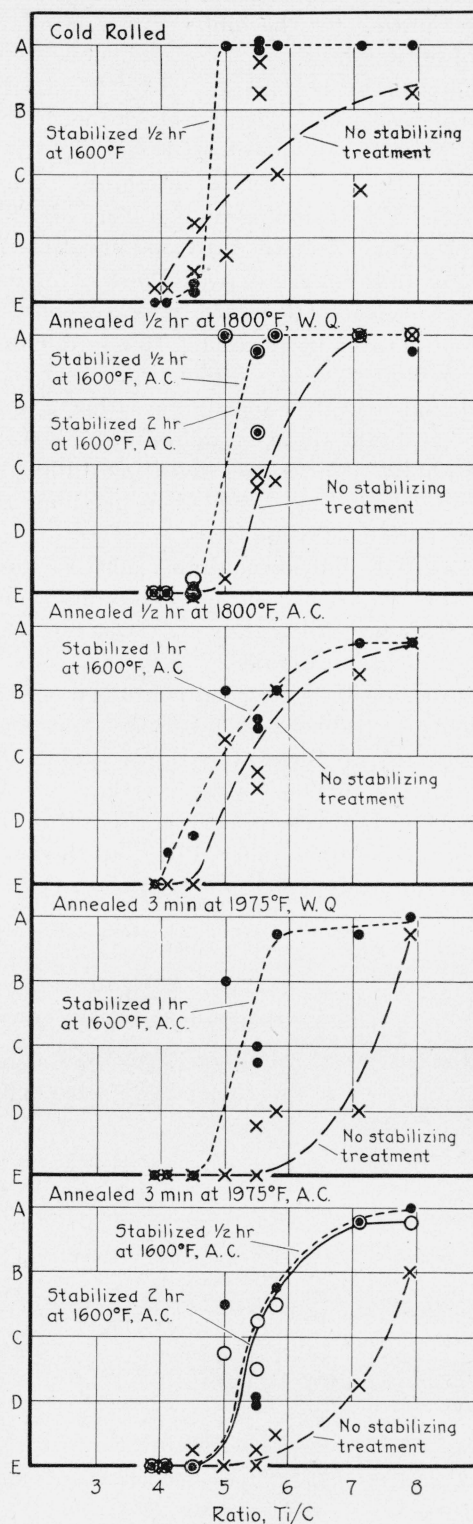 A
Cold Rolled
B
Stabilized ½ hr
at 1600°F
No stabilizing
treatment
C
D
E
Annealed ½ hr at 1800°F, W. Q.
A
Stabilized ½ hr
at 1600°F, A.C.
B
Stabilized 2 hr
at 1600°F, A C.
C
No stabilizing
treatment
D
E
Annealed ½ hr at 1800°F, A.C.
A
Stabilized 1 hr
at 1600°F, A.C
B
C
No stabilizing
treatment
D
E
Annealed 3 min at 1975°F, W. Q
A
B
Stabilized 1 hr
at 1600°F, A.C.
C
D
No stabilizing
treatment
E
Annealed 3 min at 1975°F, A.C.
A
Stabilized ½ hr
at 1600°F, A.C.
B
Stabilized 2 hr
at 1600°F, A.C.
C
D
No stabilizing
treatment
E
3 4 5 6 7 8
Ratio, Ti/C